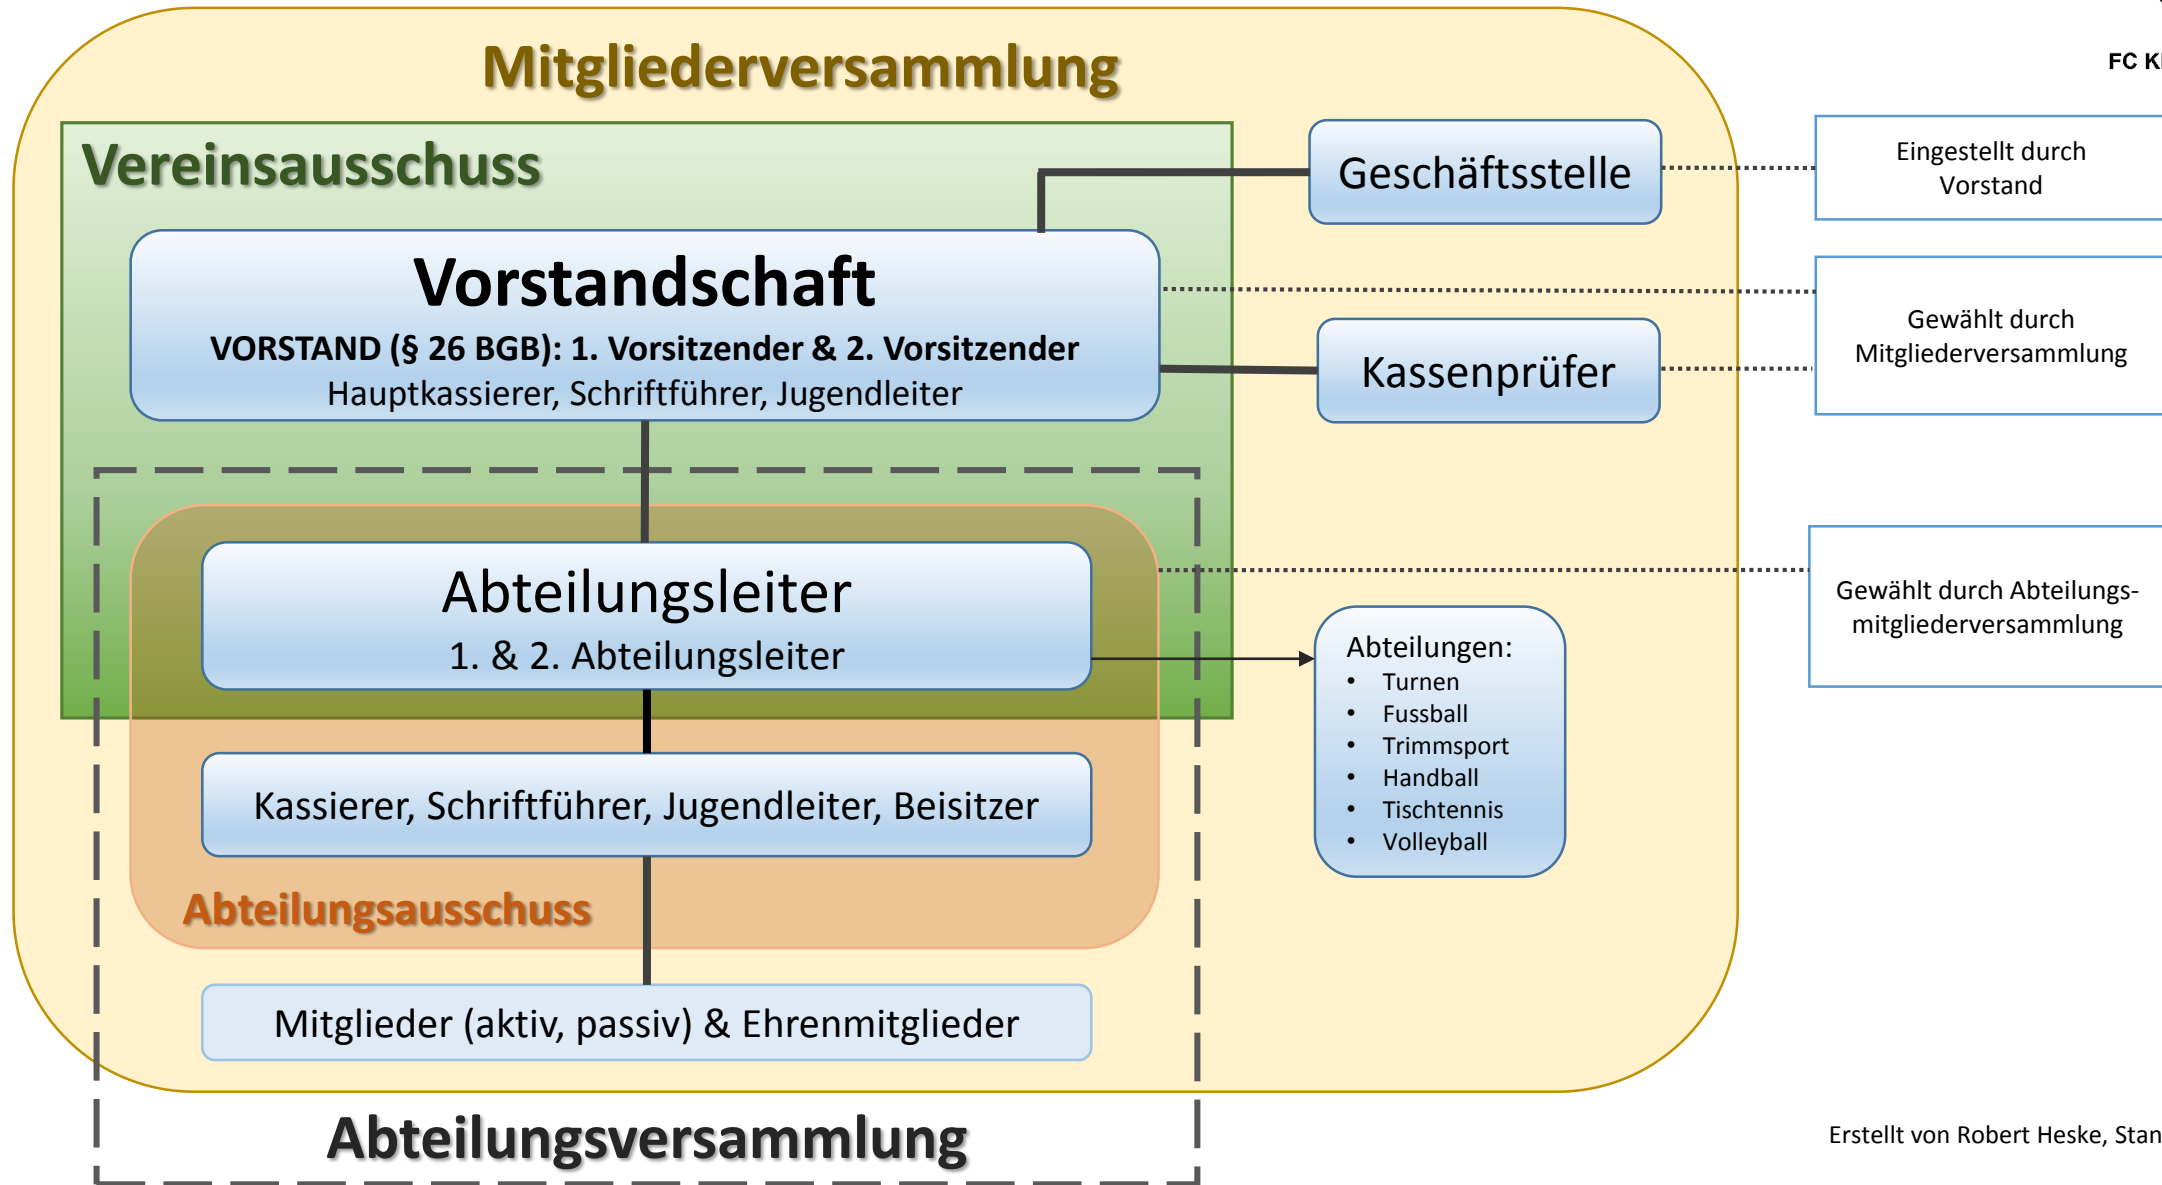 Mitgliederversammlung
FC
Vereinsausschuss
Geschäftsstelle
Eingestellt durch
Vorstand
Vorstandschaft
VORSTAND (§ 26 BGB): 1. Vorsitzender & 2. Vorsitzender
Hauptkassierer, Schriftführer, Jugendleiter
Kassenprüfer
Gewählt durch
Mitgliederversammlung
Abteilungsleiter
1. & 2. Abteilungsleiter
Gewählt durch Abteilungs-
mitgliederversammlung
Abteilungen:
• Turnen
• Fussball
• Trimmsport
• Handball
• Tischtennis
• Volleyball
Kassierer, Schriftführer, Jugendleiter, Beisitzer
Abteilungsausschuss
Mitglieder (aktiv, passiv) & Ehrenmitglieder
Abteilungsversammlung
Erstellt von Robert Heske,